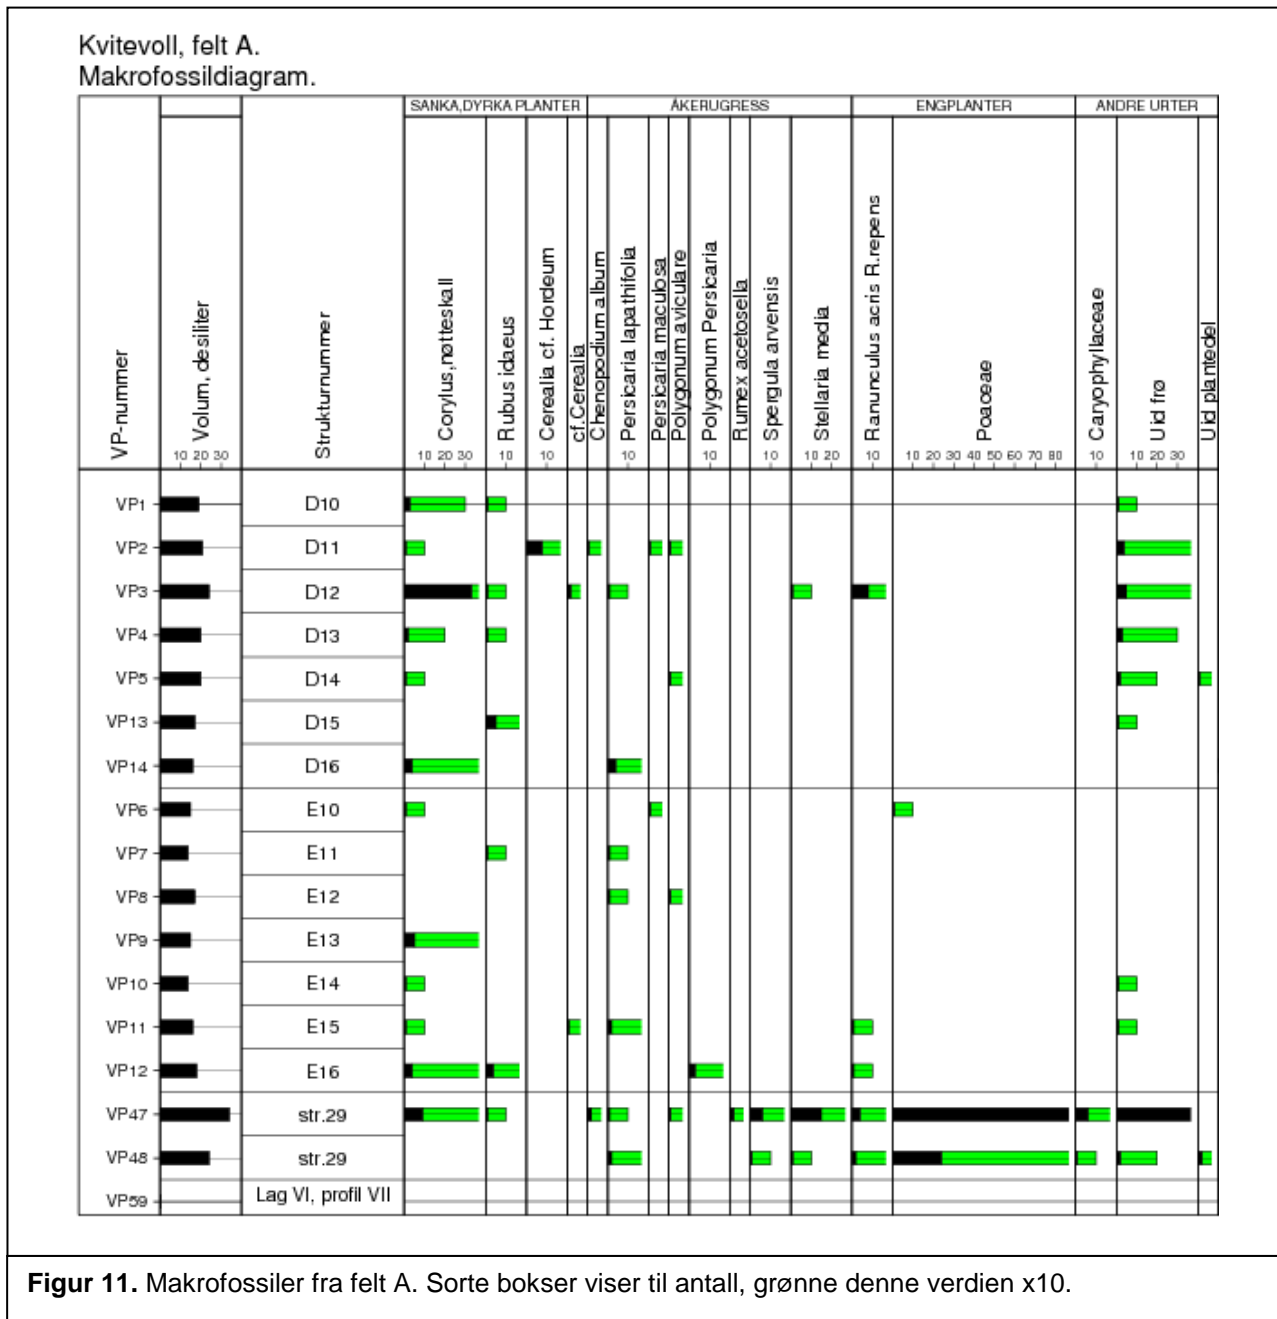 Kvitevoll, felt A.
Makrofossildiagram.
SANKA,DYRKA PLANTER ÅKERUGRESS ENGPLANTER ANDRE URTER
VP-nummer
Volum, desiliter
Strukturnummer
Corylus,nøtteskall
Rubus idaeus
Cerealia cf. Hordeum
cf.Cerealia
Chenopodium album
Persicaria lapathifolia
Persicaria maculosa
Polygonum aviculare
Polygonum Persicaria
Rumex acetosella
Spergula arvensis
Stellaria media
Ranunculus acris R.repens
Poaceae
Caryophyllaceae
Uid frø
Uid plantedel
10 20 30 10 20 30 10 10 10 10 10 10 20 10 10 20 30 40 50 60 70 80 10 10 20 30
VP1 D10
VP2 D11
VP3 D12
VP4 D13
VP5 D14
VP13 D15
VP14 D16
VP6 E10
VP7 E11
VP8 E12
VP9 E13
VP10 E14
VP11 E15
VP12 E16
VP47 str.29
VP48 str.29
VP59 Lag VI, profil VII
Figur 11. Makrofossiler fra felt A. Sorte bokser viser til antall, grønne denne verdien x10.